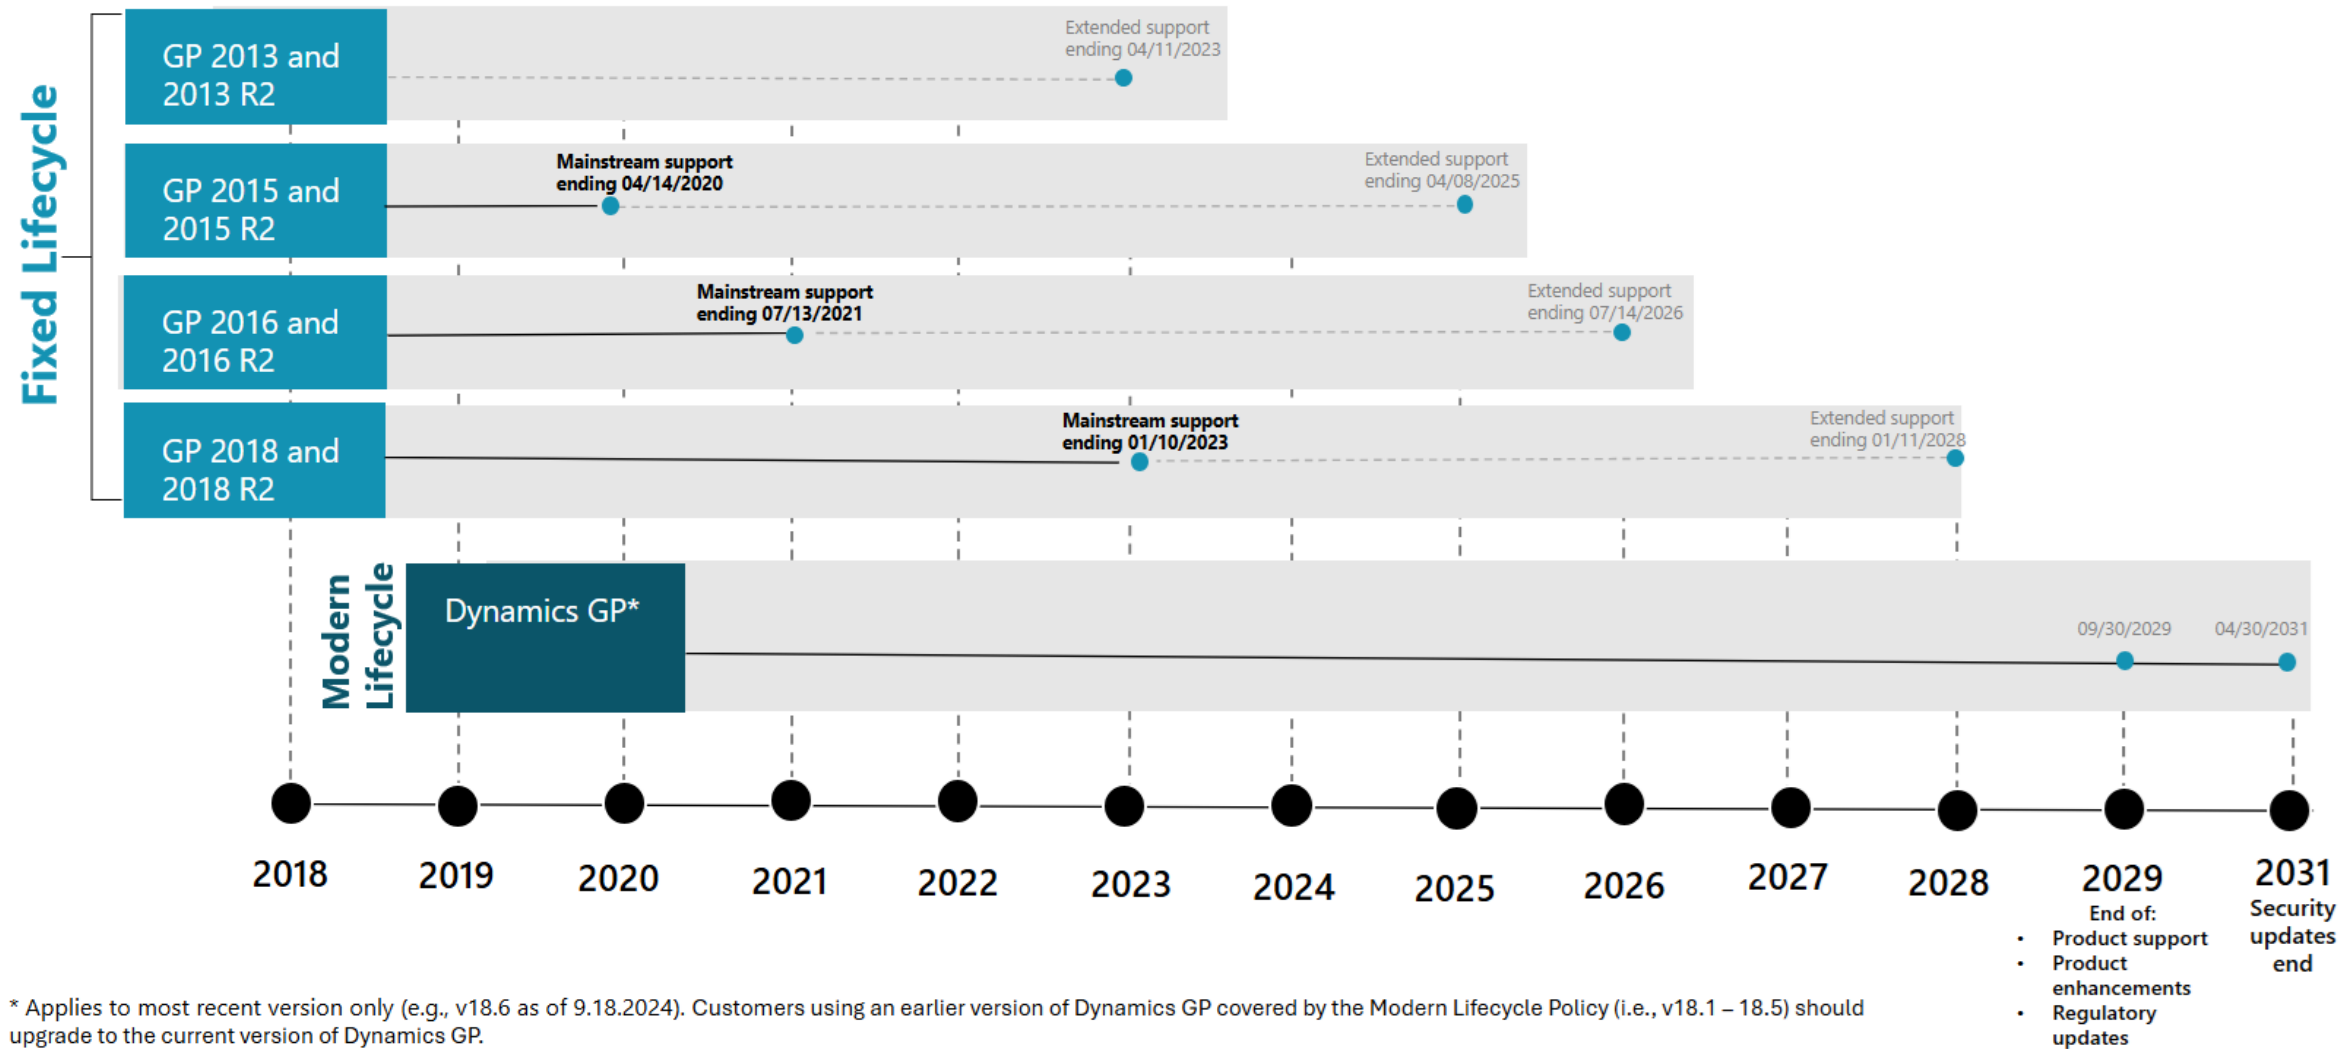 Fixed Lifecycle
GP 2013 and
2013 R2
Extended support
ending 04/11/2023
GP 2015 and
2015 R2
Mainstream support
ending 04/14/2020
Extended support
ending 04/08/2025
GP 2016 and
2016 R2
Mainstream support
ending 07/13/2021
Extended support
ending 07/14/2026
GP 2018 and
2018 R2
Mainstream support
ending 01/10/2023
Extended support
ending 01/11/2028
Modern
Lifecycle
Dynamics GP*
09/30/2029
04/30/2031
2018
2019
2020
2021
2022
2023
2024
2025
2026
2027
2028
2029
End of:
• Product support
• Product
enhancements
• Regulatory
updates
2031
Security
updates
end
* Applies to most recent version only (e.g., v18.6 as of 9.18.2024). Customers using an earlier version of Dynamics GP covered by the Modern Lifecycle Policy (i.e., v18.1 – 18.5) should
upgrade to the current version of Dynamics GP.